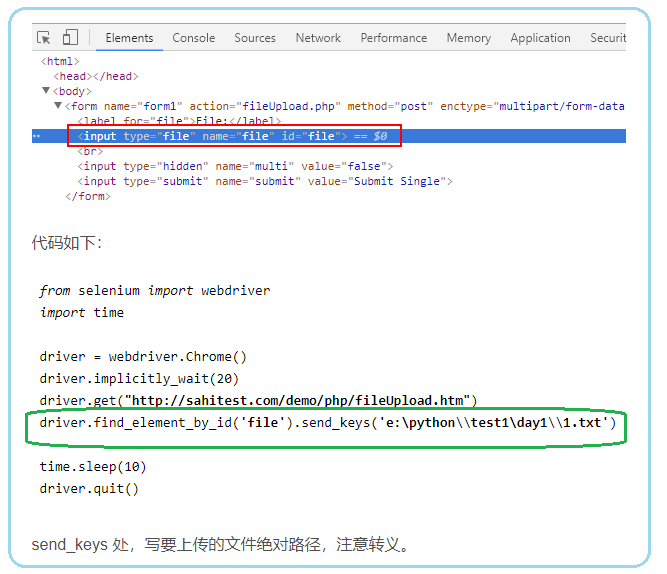 Elements Console Sources Network Performance Memory Application Securit
<html>
<head></head>
▼<body>
▼<form name="form1" action="fileUpload.php" method="post" enctype="multipart/form-data
<label for="file">File:</label>
<input type="file" name="file" id="file"> == $0
<br>
<input type="hidden" name="multi" value="false">
<input type="submit" name="submit" value="Submit Single">
</form>
代码如下：
from selenium import webdriver
import time
driver = webdriver.Chrome()
driver.implicitly_wait(20)
driver.get("http://sahitest.com/demo/php/fileUpload.htm")
driver.find_element_by_id('file').send_keys('e:\python\\test1\day1\\1.txt')
time.sleep(10)
driver.quit()
send_keys 处，写要上传的文件绝对路径，注意转义。